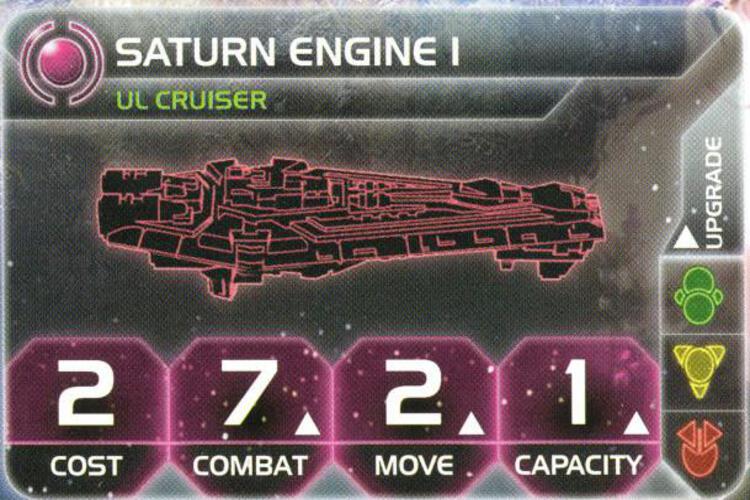 SATURN ENGINE I
UL CRUISER
UPGRADE
2 7 2 1
COST COMBAT MOVE CAPACITY